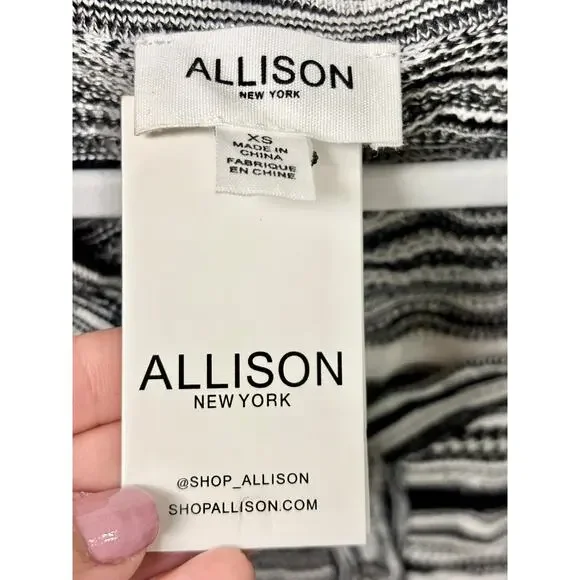 ALLISON
NEW YORK
XS
MADE IN
CHINA
FABRIQUE
EN CHINE
ALLISON
NEW YORK
@SHOP_ALLISON
SHOPALLISON.COM